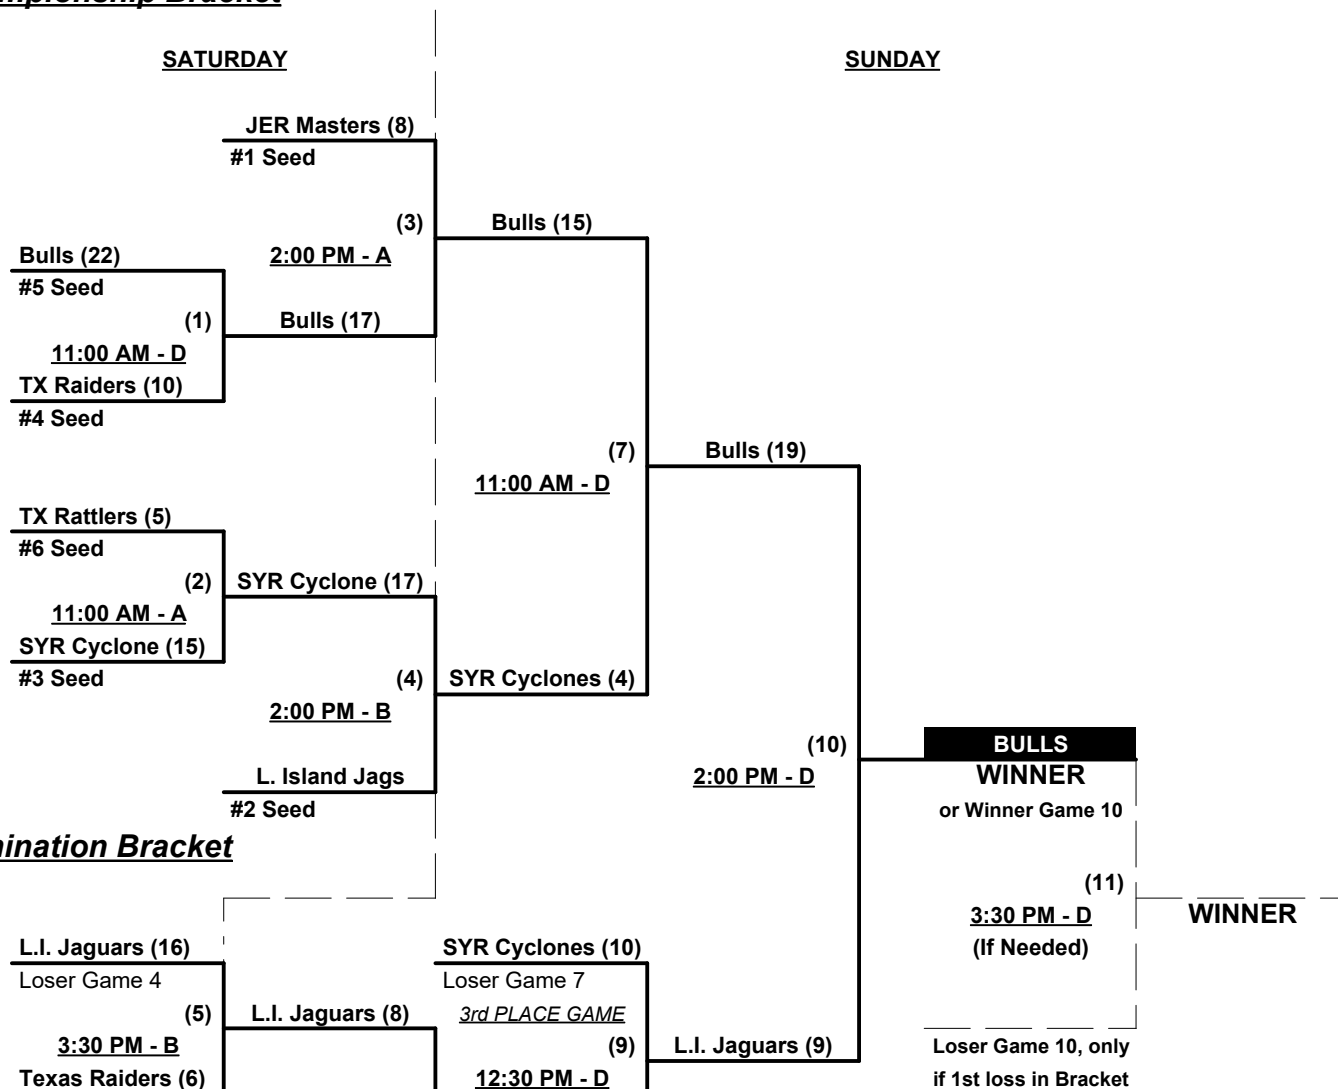 SATURDAY
SUNDAY
JER Masters (8)
#1 Seed
(3)
Bulls (15)
2:00 PM - A
Bulls (22)
#5 Seed
(1)
Bulls (17)
11:00 AM - D
TX Raiders (10)
#4 Seed
(7)
Bulls (19)
11:00 AM - D
TX Rattlers (5)
#6 Seed
(2)
SYR Cyclone (17)
11:00 AM - A
SYR Cyclone (15)
#3 Seed
(4)
SYR Cyclones (4)
2:00 PM - B
(10)
BULLS
2:00 PM - D
WINNER
L. Island Jags
#2 Seed
or Winner Game 10
Bracket
(11)
3:30 PM - D
WINNER
(If Needed)
L.I. Jaguars (16)
SYR Cyclones (10)
Loser Game 4
Loser Game 7
(5)
L.I. Jaguars (8)
3rd PLACE GAME
3:30 PM - B
(9)
L.I. Jaguars (9)
Loser Game 10, only
Texas Raiders (6)
12:30 PM - D
if 1st loss in Bracket